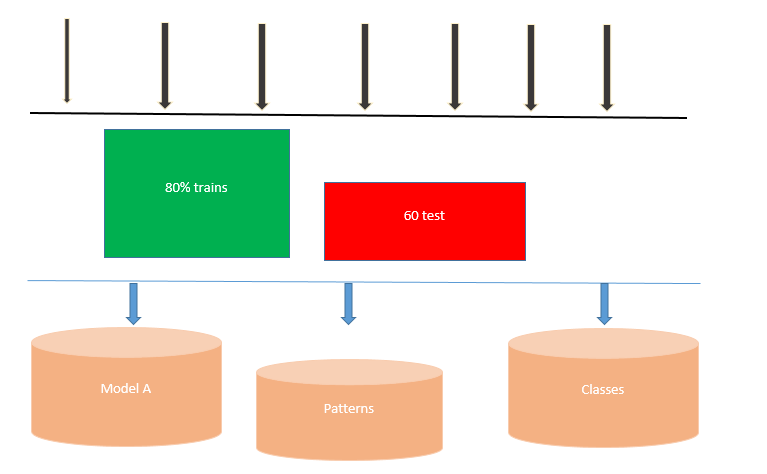 80% trains
60 test
Model A
Patterns
Classes